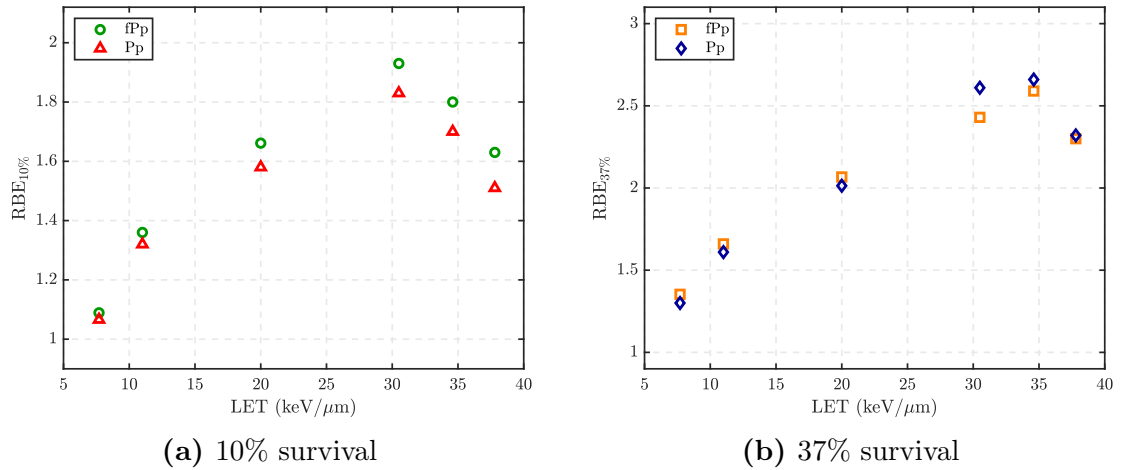 fPp
Pp
2
1.8
1.6
1.4
1.2
1
RBE10%
5 10 15 20 25 30 35 40
LET (keV/μm)
(a) 10% survival
fPp
Pp
3
2.5
2
1.5
1
RBE37%
5 10 15 20 25 30 35 40
LET (keV/μm)
(b) 37% survival